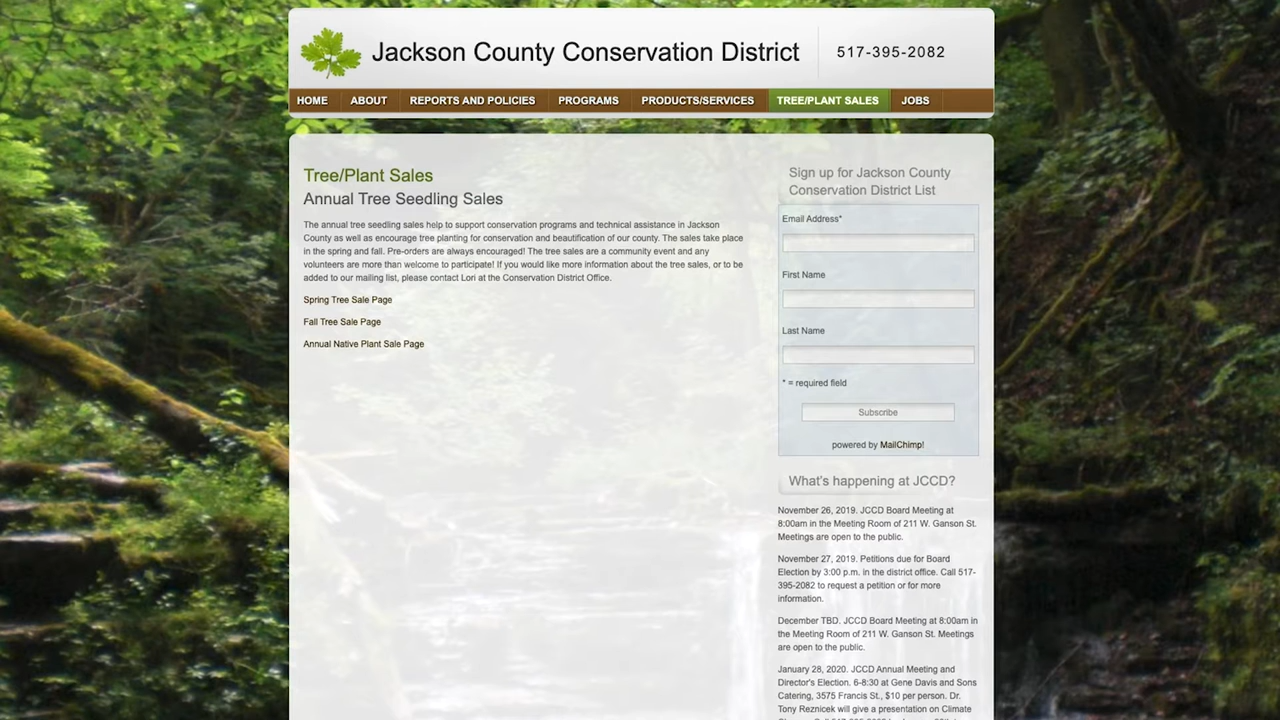 Jackson County Conservation District
517-395-2082
HOME ABOUT REPORTS AND POLICIES PROGRAMS PRODUCTS/SERVICES TREE/PLANT SALES JOBS
Tree/Plant Sales
Annual Tree Seedling Sales
The annual tree seedling sales help to support conservation programs and technical assistance in Jackson
County as well as encourage tree planting for conservation and beautification of our county. The sales take place
in the spring and fall. Pre-orders are always encouraged! The tree sales are a community event and any
volunteers are more than welcome to participate! If you would like more information about the tree sales, or to be
added to our mailing list, please contact Lori at the Conservation District Office.
Spring Tree Sale Page
Fall Tree Sale Page
Annual Native Plant Sale Page
Sign up for Jackson County
Conservation District List
Email Address*
First Name
Last Name
* = required field
Subscribe
powered by MailChimp!
What's happening at JCCD?
November 26, 2019. JCCD Board Meeting at
8:00am in the Meeting Room of 211 W. Ganson St.
Meetings are open to the public.
November 27, 2019. Petitions due for Board
Election by 3:00 p.m. in the district office. Call 517-
395-2082 to request a petition or for more
information.
December TBD. JCCD Board Meeting at 8:00am in
the Meeting Room of 211 W. Ganson St. Meetings
are open to the public.
January 28, 2020. JCCD Annual Meeting and
Director's Election. 6-8:30 at Gene Davis and Sons
Catering, 3575 Francis St., $10 per person. Dr.
Tony Reznicek will give a presentation on Climate